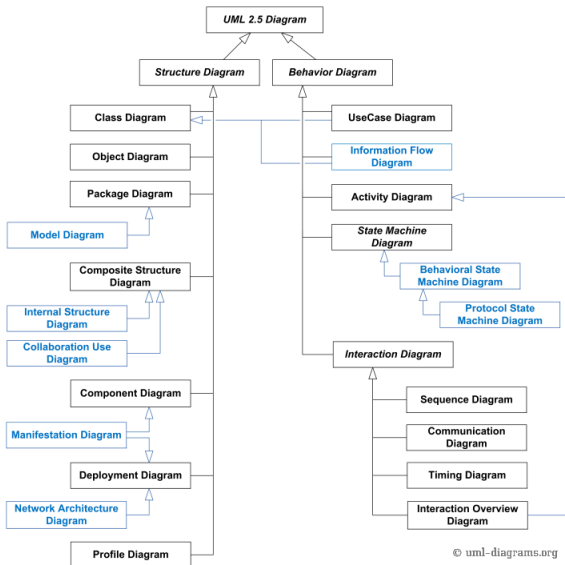 UML 2.5 Diagram
Structure Diagram
Behavior Diagram
Class Diagram
UseCase Diagram
Object Diagram
Information Flow
Diagram
Package Diagram
Activity Diagram
Model Diagram
State Machine
Diagram
Composite Structure
Diagram
Behavioral State
Machine Diagram
Internal Structure
Diagram
Protocol State
Machine Diagram
Collaboration Use
Diagram
Interaction Diagram
Component Diagram
Sequence Diagram
Manifestation Diagram
Communication
Diagram
Deployment Diagram
Timing Diagram
Network Architecture
Diagram
Interaction Overview
Diagram
Profile Diagram
© uml-diagrams.org